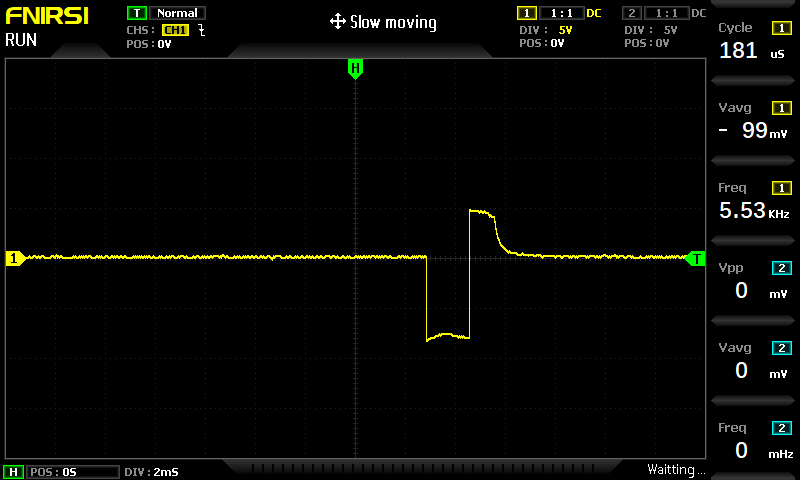 FNIRSI
RUN
T Normal
CHS: CH1
POS: 0V
Slow moving
1 1:1 DC
DIV: 5V
POS: 0V
2 1:1 DC
DIV: 5V
POS: 0V
H
1
T
Cycle 1
181 uS
Vavg 1
- 99 mV
Freq 1
5.53 KHz
Vpp 2
0 mV
Vavg 2
0 mV
Freq 2
0 mHz
H POS: 0S DIV: 2mS
Waitting...